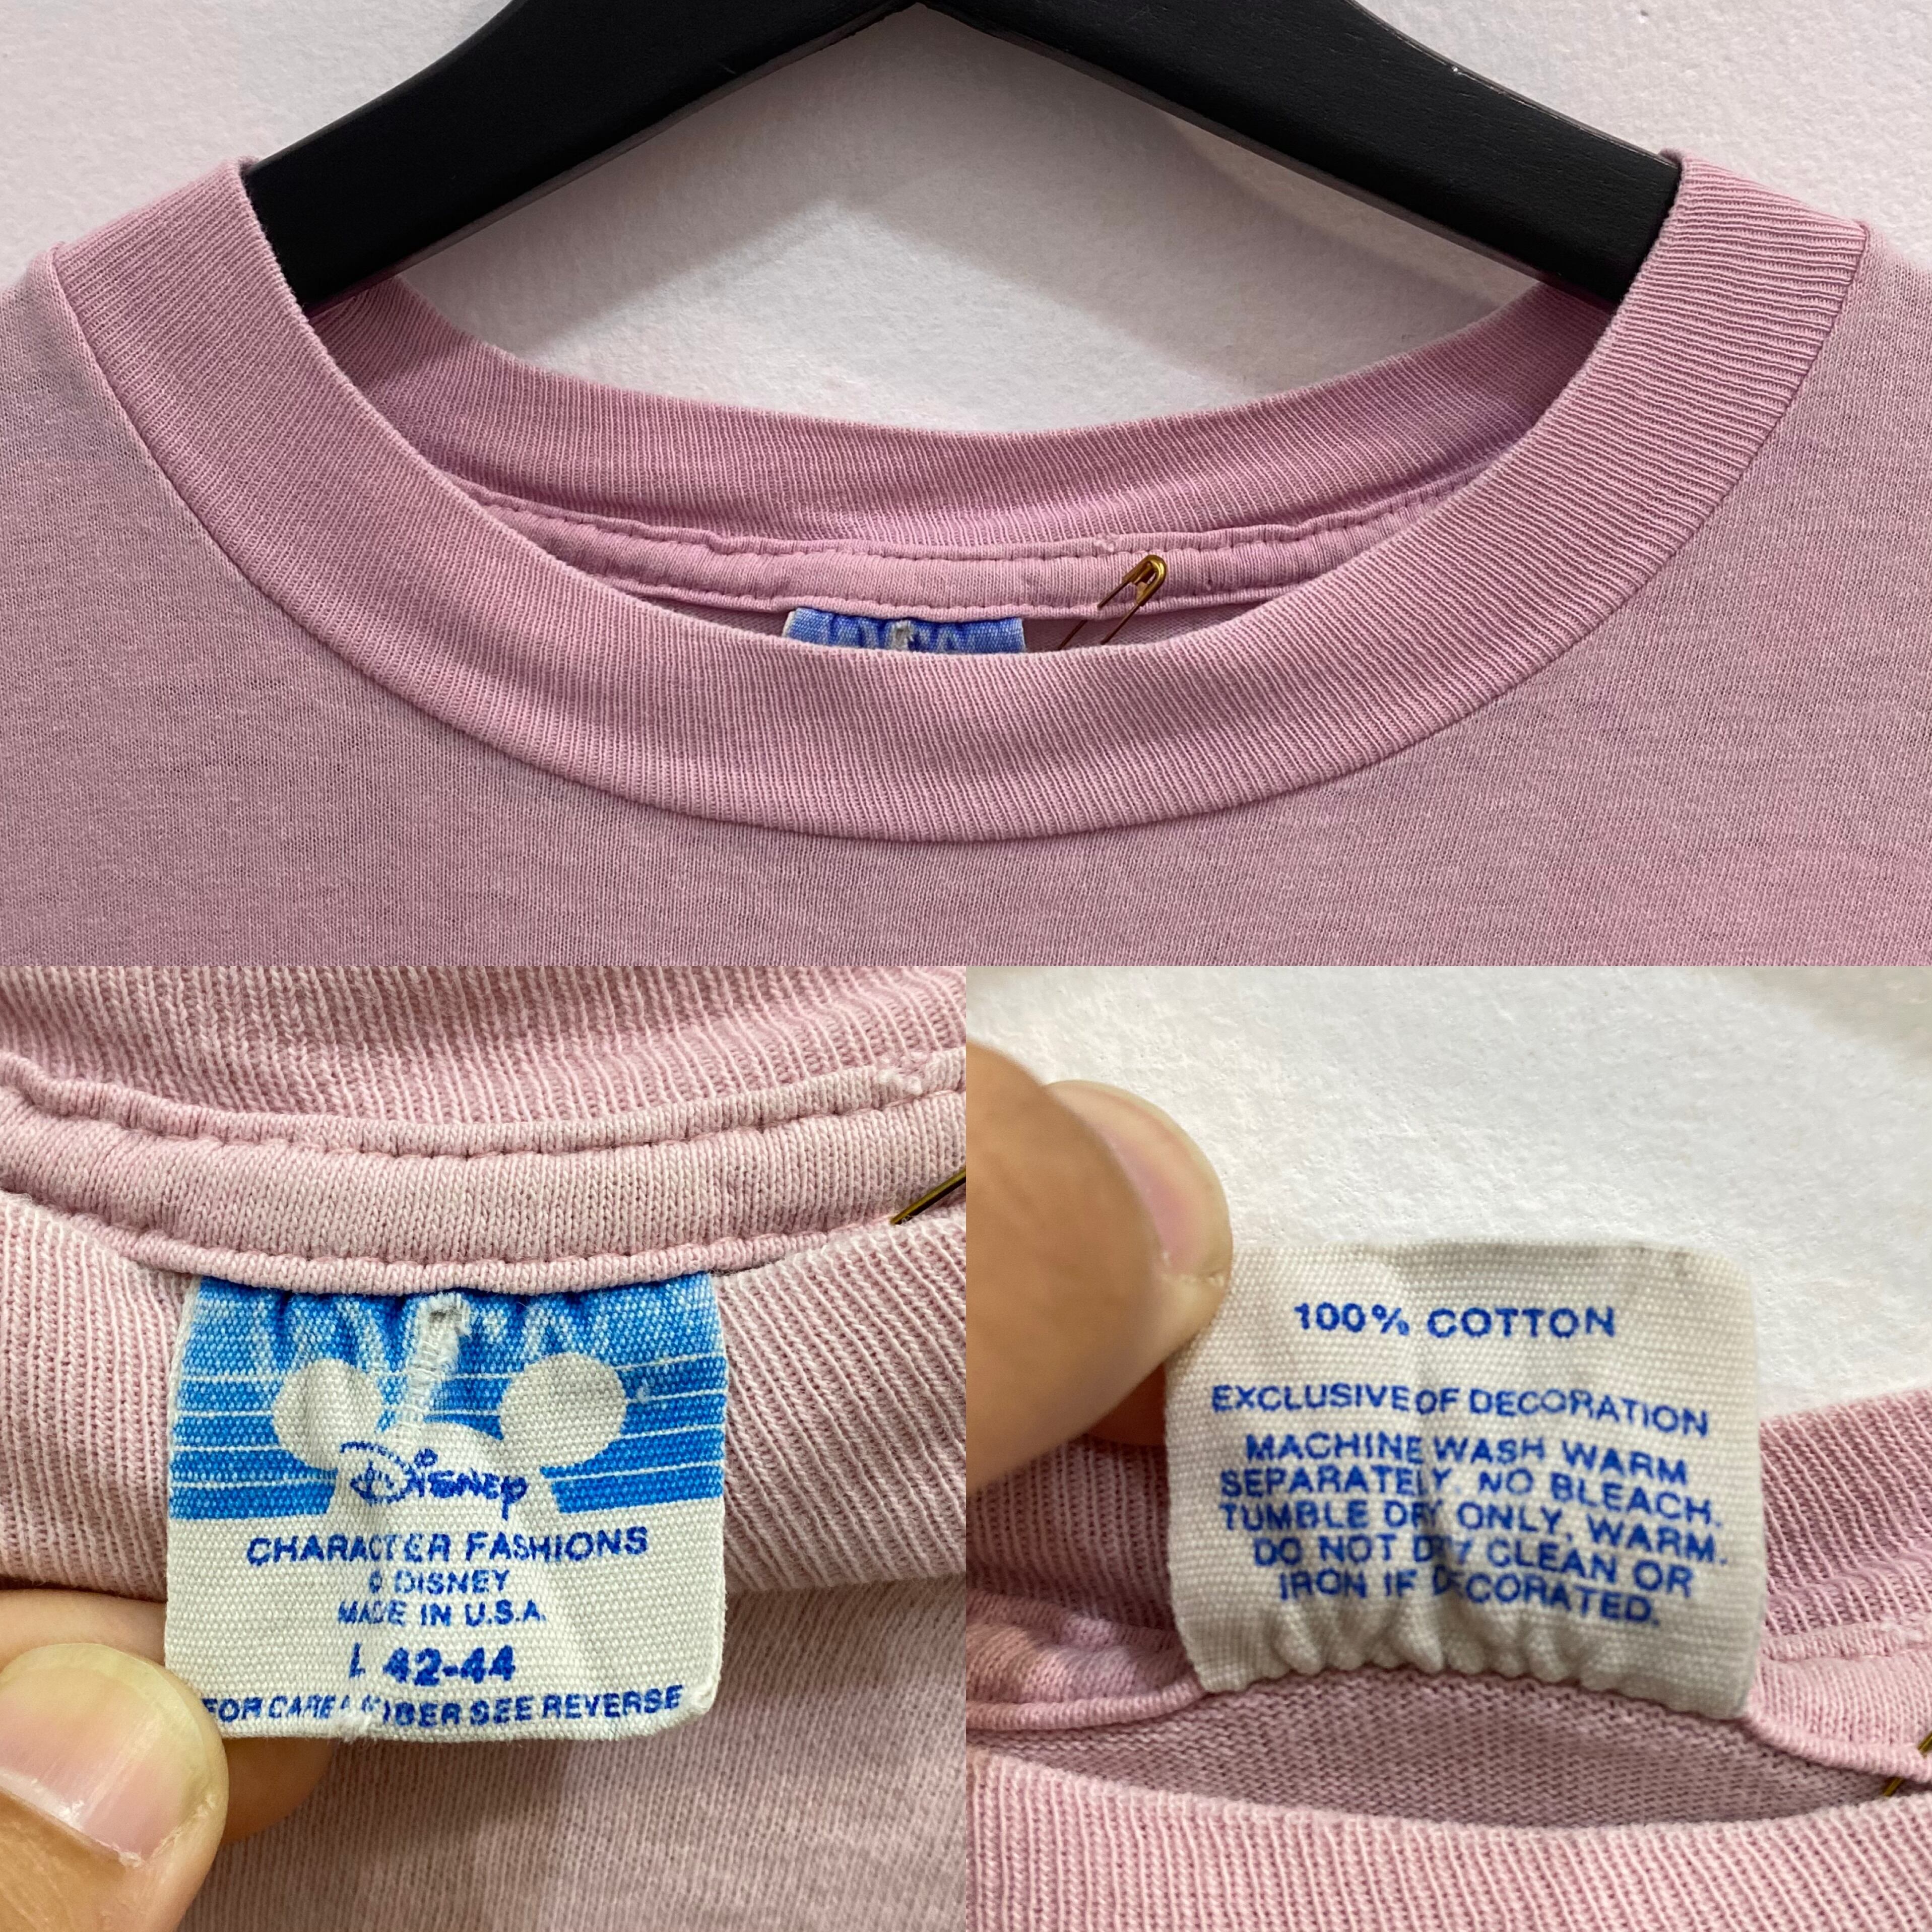 Disney
CHARACTER FASHIONS
© DISNEY
MADE IN U.S.A.
L 42-44
FOR CARE & FIBER SEE REVERSE
100% COTTON
EXCLUSIVE OF DECORATION
MACHINE WASH WARM
SEPARATELY. NO BLEACH.
TUMBLE DRY ONLY, WARM.
DO NOT DRY CLEAN OR
IRON IF DECORATED.